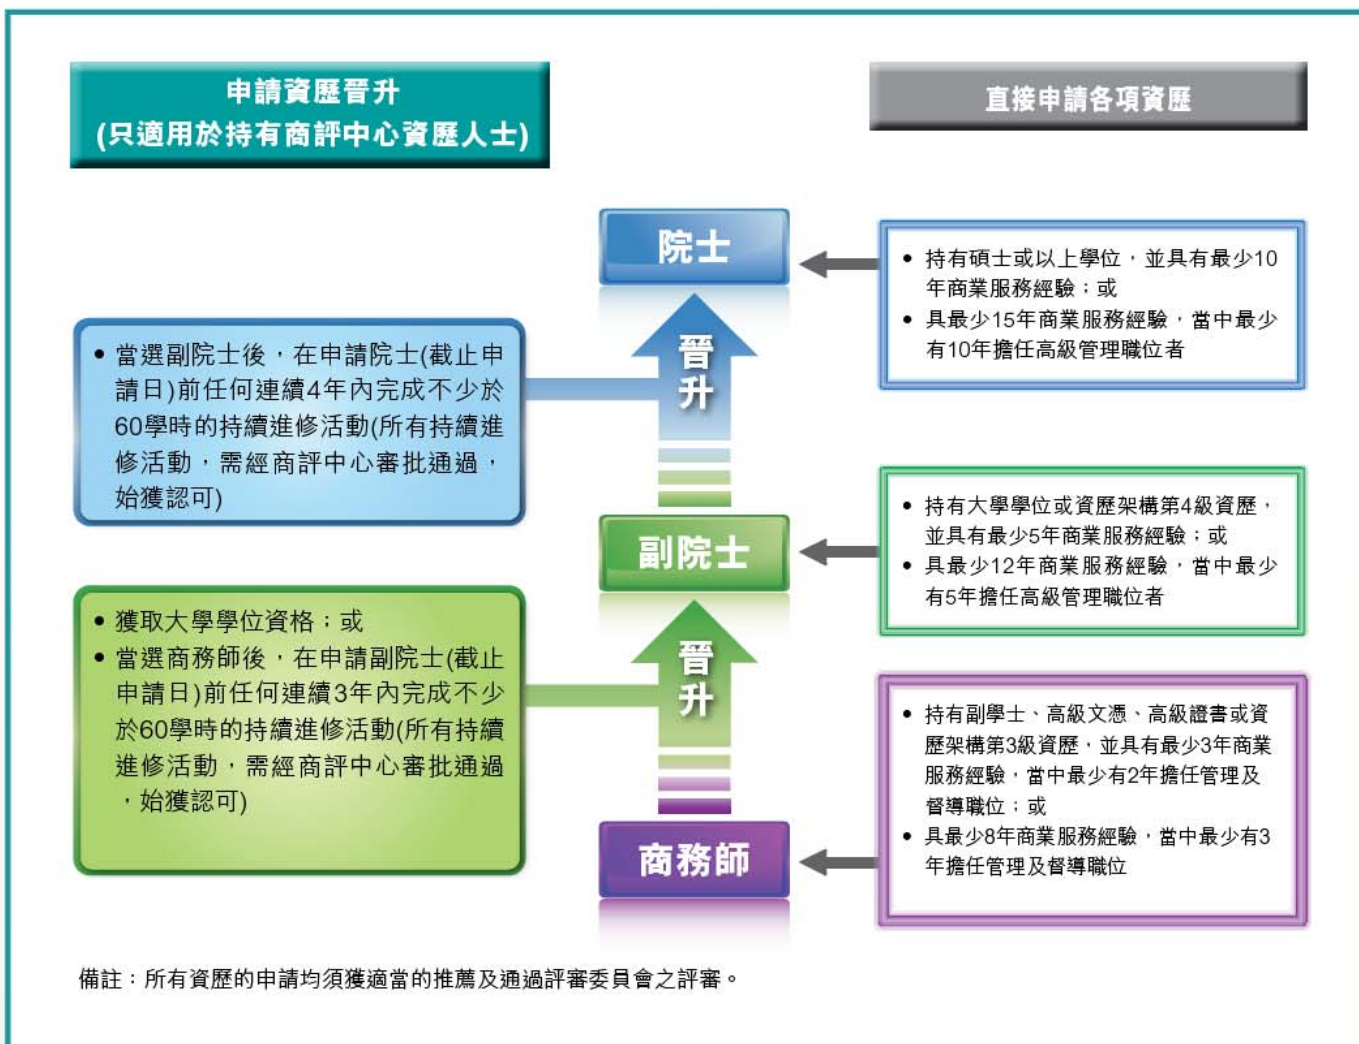 申請資歷晉升
(只適用於持有商評中心資歷人士)
直接申請各項資歷
院士
• 持有碩士或以上學位，並具有最少10
年商業服務經驗；或
• 具最少15年商業服務經驗，當中最少
有10年擔任高級管理職位者
晉
升
• 當選副院士後，在申請院士(截止申
請日)前任何連續4年內完成不少於
60學時的持續進修活動(所有持續進
修活動，需經商評中心審批通過，
始獲認可)
副院士
• 持有大學學位或資歷架構第4級資歷，
並具有最少5年商業服務經驗；或
• 具最少12年商業服務經驗，當中最少
有5年擔任高級管理職位者
晉
升
• 獲取大學學位資格；或
• 當選商務師後，在申請副院士(截止
申請日)前任何連續3年內完成不少
於60學時的持續進修活動(所有持續
進修活動，需經商評中心審批通過
，始獲認可)
商務師
• 持有副學士、高級文憑、高級證書或資
歷架構第3級資歷，並具有最少3年商業
服務經驗，當中最少有2年擔任管理及
督導職位；或
• 具最少8年商業服務經驗，當中最少有3
年擔任管理及督導職位
備註：所有資歷的申請均須獲適當的推薦及通過評審委員會之評審。